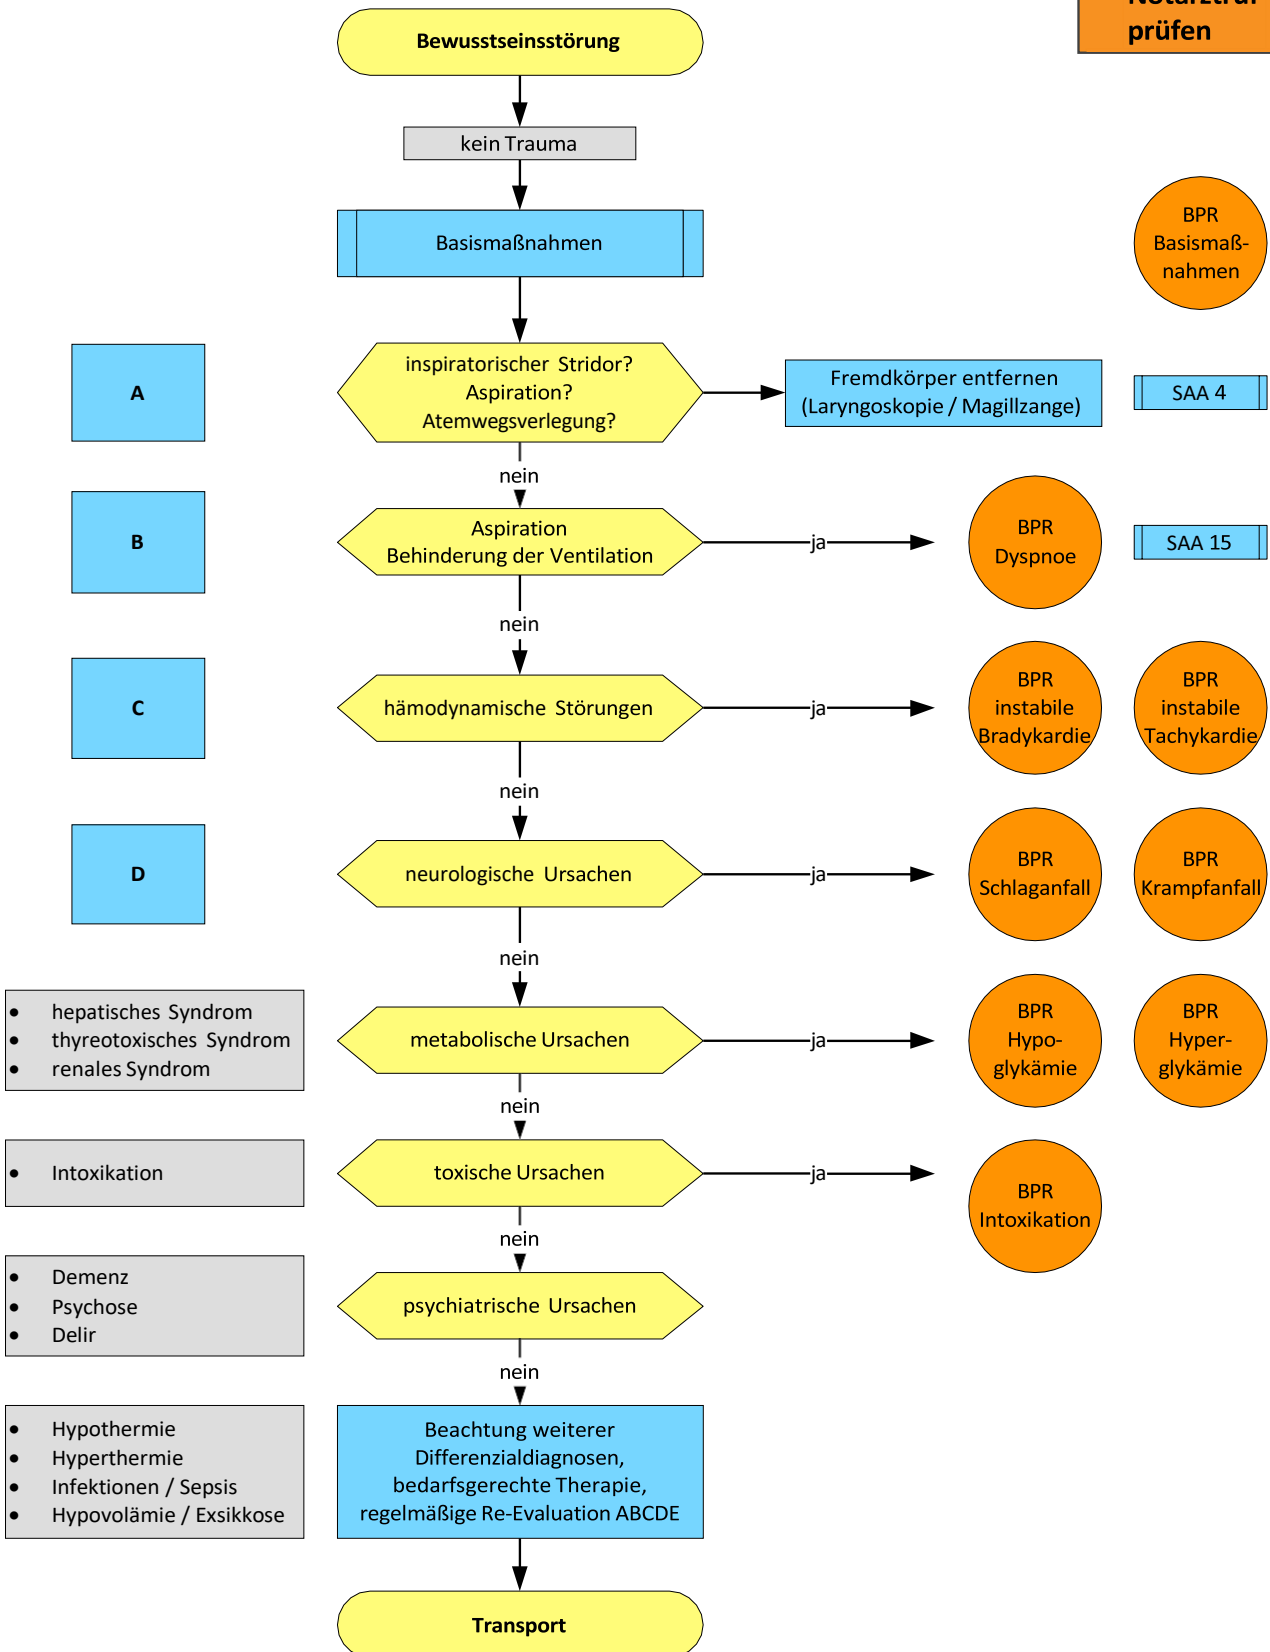 Notarztruf
prüfen
Bewusstseinsstörung
kein Trauma
Basismaßnahmen
BPR
Basismaß-
nahmen
A
inspiratorischer Stridor?
Aspiration?
Atemwegsverlegung?
Fremdkörper entfernen
(Laryngoskopie / Magillzange)
SAA 4
nein
B
Aspiration
Behinderung der Ventilation
ja
BPR
Dyspnoe
SAA 15
nein
C
hämodynamische Störungen
ja
BPR
instabile
Bradykardie
BPR
instabile
Tachykardie
nein
D
neurologische Ursachen
ja
BPR
Schlaganfall
BPR
Krampfanfall
nein
• hepatisches Syndrom
• thyreotoxisches Syndrom
• renales Syndrom
metabolische Ursachen
ja
BPR
Hypo-
glykämie
BPR
Hyper-
glykämie
nein
• Intoxikation
toxische Ursachen
ja
BPR
Intoxikation
nein
• Demenz
• Psychose
• Delir
psychiatrische Ursachen
nein
• Hypothermie
• Hyperthermie
• Infektionen / Sepsis
• Hypovolämie / Exsikkose
Beachtung weiterer
Differenzialdiagnosen,
bedarfsgerechte Therapie,
regelmäßige Re-Evaluation ABCDE
Transport